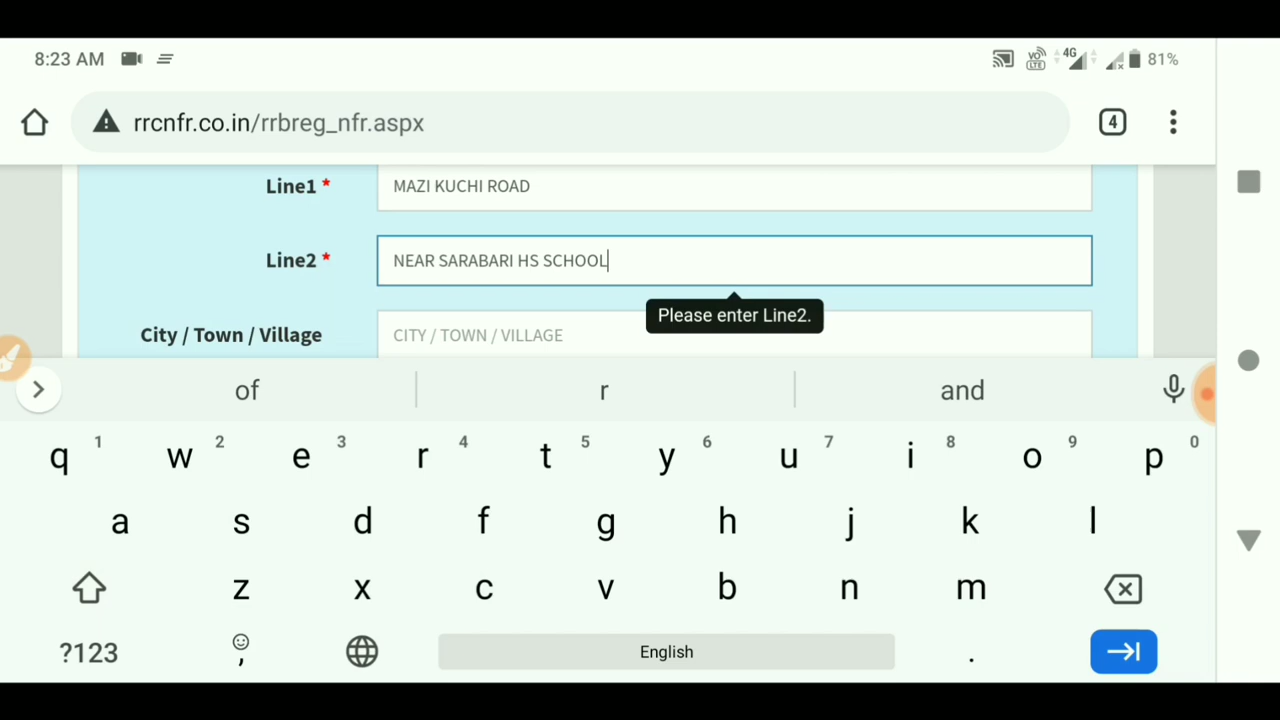 8:23 AM
VO LTE 4G 81%
rrcnfr.co.in/rrbreg_nfr.aspx 4
Line1 * MAZI KUCHI ROAD
Line2 * NEAR SARABARI HS SCHOOL
Please enter Line2.
City / Town / Village CITY / TOWN / VILLAGE
of r and
q 1 w 2 e 3 r 4 t 5 y 6 u 7 i 8 o 9 p 0
a s d f g h j k l
z x c v b n m
?123 , English .